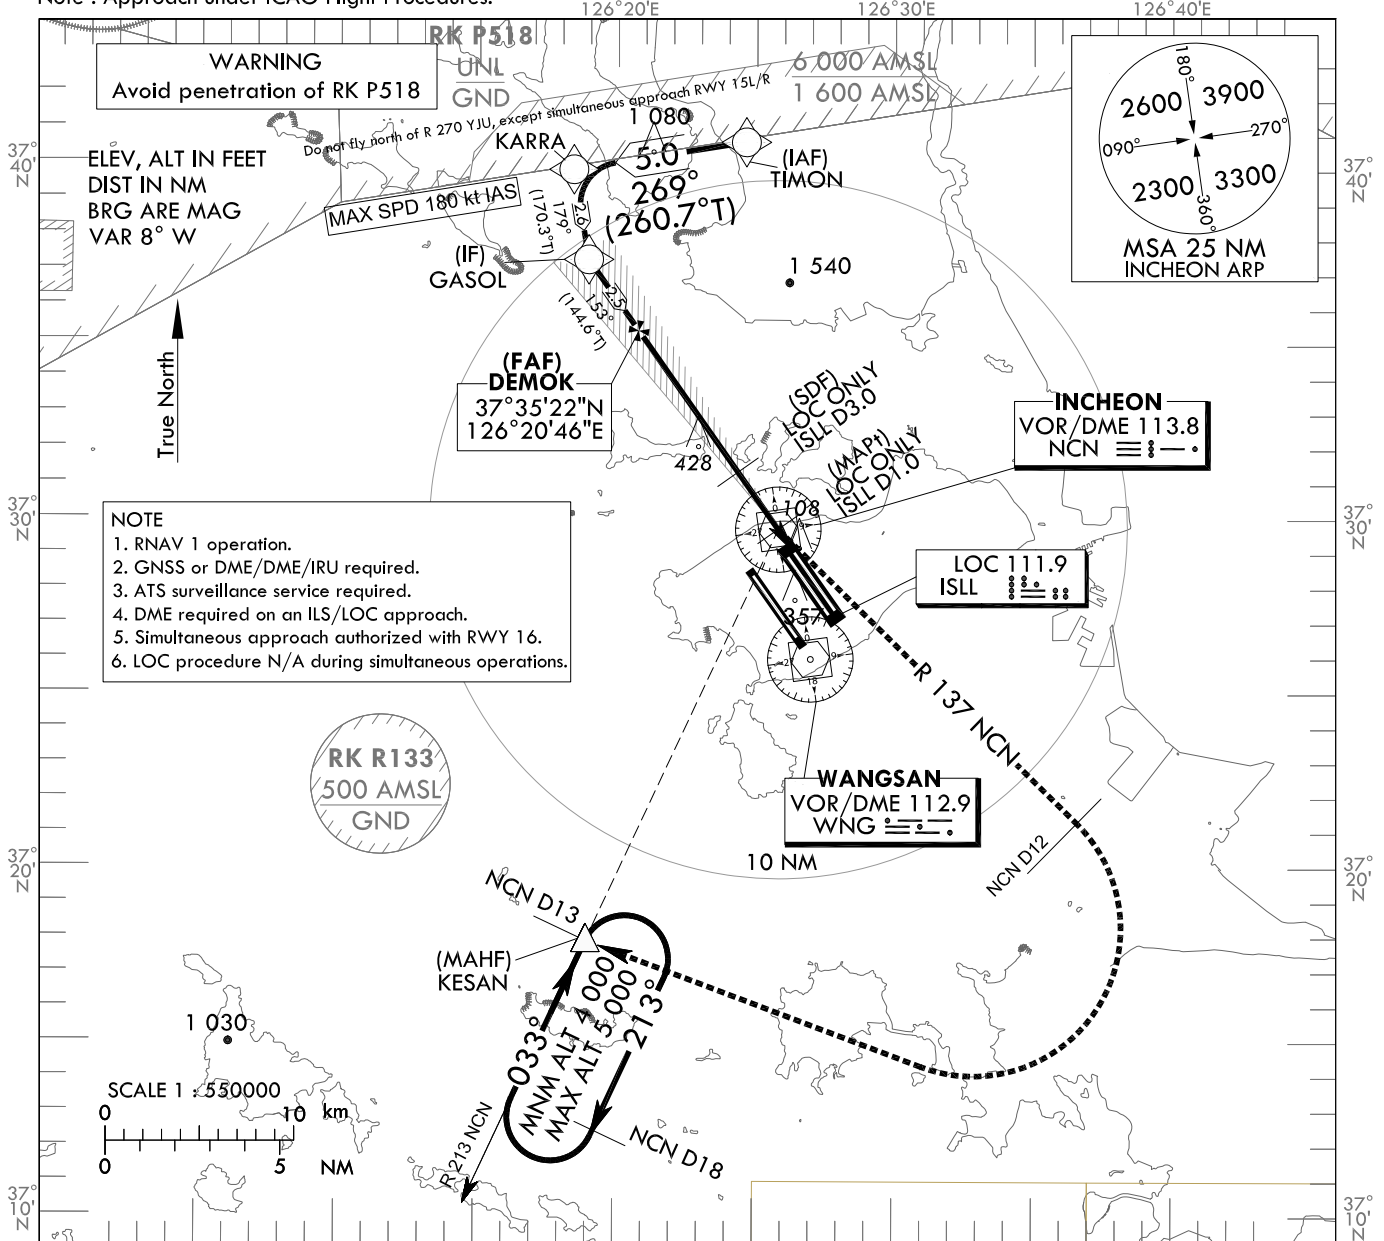 Note : Approach under ICAO Flight Procedures.
126°20'E
126°30'E
126°40'E
WARNING
Avoid penetration of RK P518
RK P518
UNL
GND
6 000 AMSL
1 600 AMSL
Do not fly north of R 270 YJU, except simultaneous approach RWY 15L/R
180°
2600
3900
090°
270°
2300
3300
360°
MSA 25 NM
INCHEON ARP
37°
40'
N
37°
40'
N
ELEV, ALT IN FEET
DIST IN NM
BRG ARE MAG
VAR 8° W
KARRA
1 080
5.0
269°
(260.7°T)
(IAF)
TIMON
MAX SPD 180 kt IAS
2.6
179°
(170.3°T)
(IF)
GASOL
1 540
2.5
153°
(144.6°T)
True North
(FAF)
DEMOK
37°35'22"N
126°20'46"E
(SDF)
LOC ONLY
ISLL D3.0
(MAPt)
LOC ONLY
ISLL D1.0
INCHEON
VOR/DME 113.8
NCN
428
108
37°
30'
N
37°
30'
N
NOTE
1. RNAV 1 operation.
2. GNSS or DME/DME/IRU required.
3. ATS surveillance service required.
4. DME required on an ILS/LOC approach.
5. Simultaneous approach authorized with RWY 16.
6. LOC procedure N/A during simultaneous operations.
LOC 111.9
ISLL
357
18
R 137 NCN
RK R133
500 AMSL
GND
WANGSAN
VOR/DME 112.9
WNG
10 NM
NCN D12
37°
20'
N
37°
20'
N
NCN D13
(MAHF)
KESAN
033°
MNM ALT 4 000
MAX ALT 5 000
213°
1 030
SCALE 1 : 550000
0
10
km
0
5
NM
R 213 NCN
NCN D18
37°
10'
N
37°
10'
N